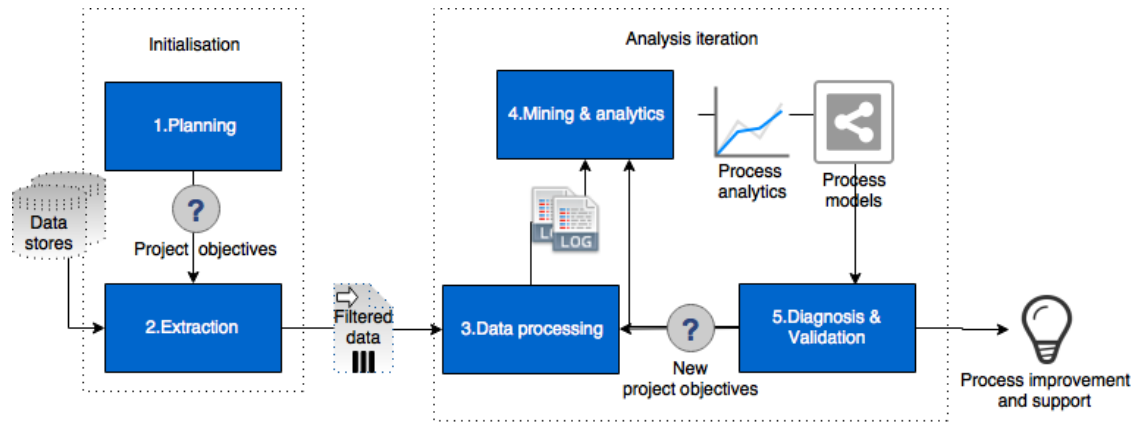 Initialisation
1.Planning
?
Project objectives
Data
stores
2.Extraction
Filtered
data
Analysis iteration
4.Mining & analytics
Process
analytics
Process
models
LOG
LOG
3.Data processing
?
New
project objectives
5.Diagnosis &
Validation
Process improvement
and support